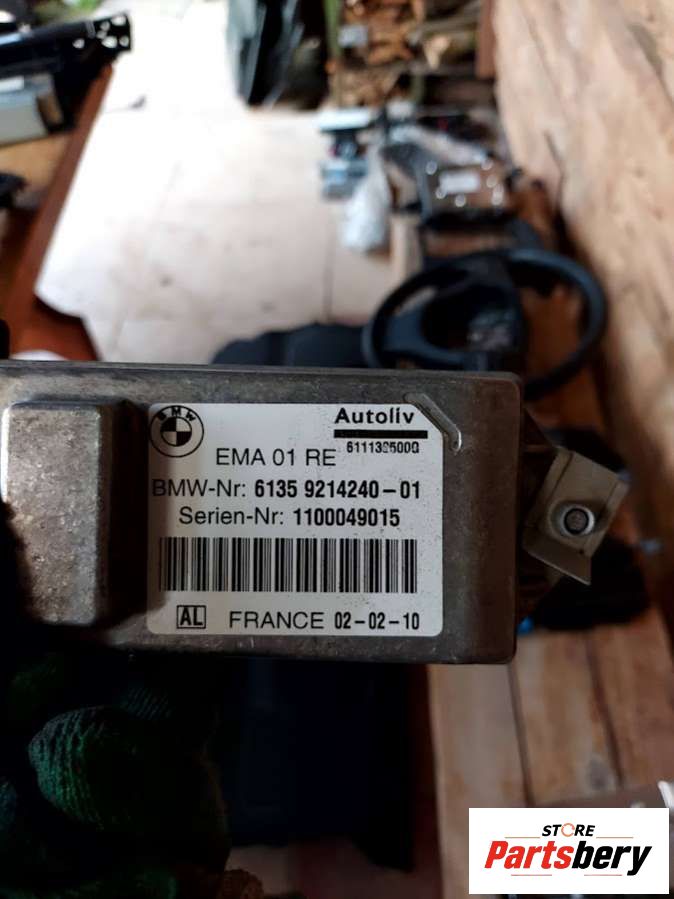 BMW
Autoliv
611138500G
EMA 01 RE
BMW-Nr: 6135 9214240-01
Serien-Nr: 1100049015
AL FRANCE 02-02-10
STORE
Partsbery